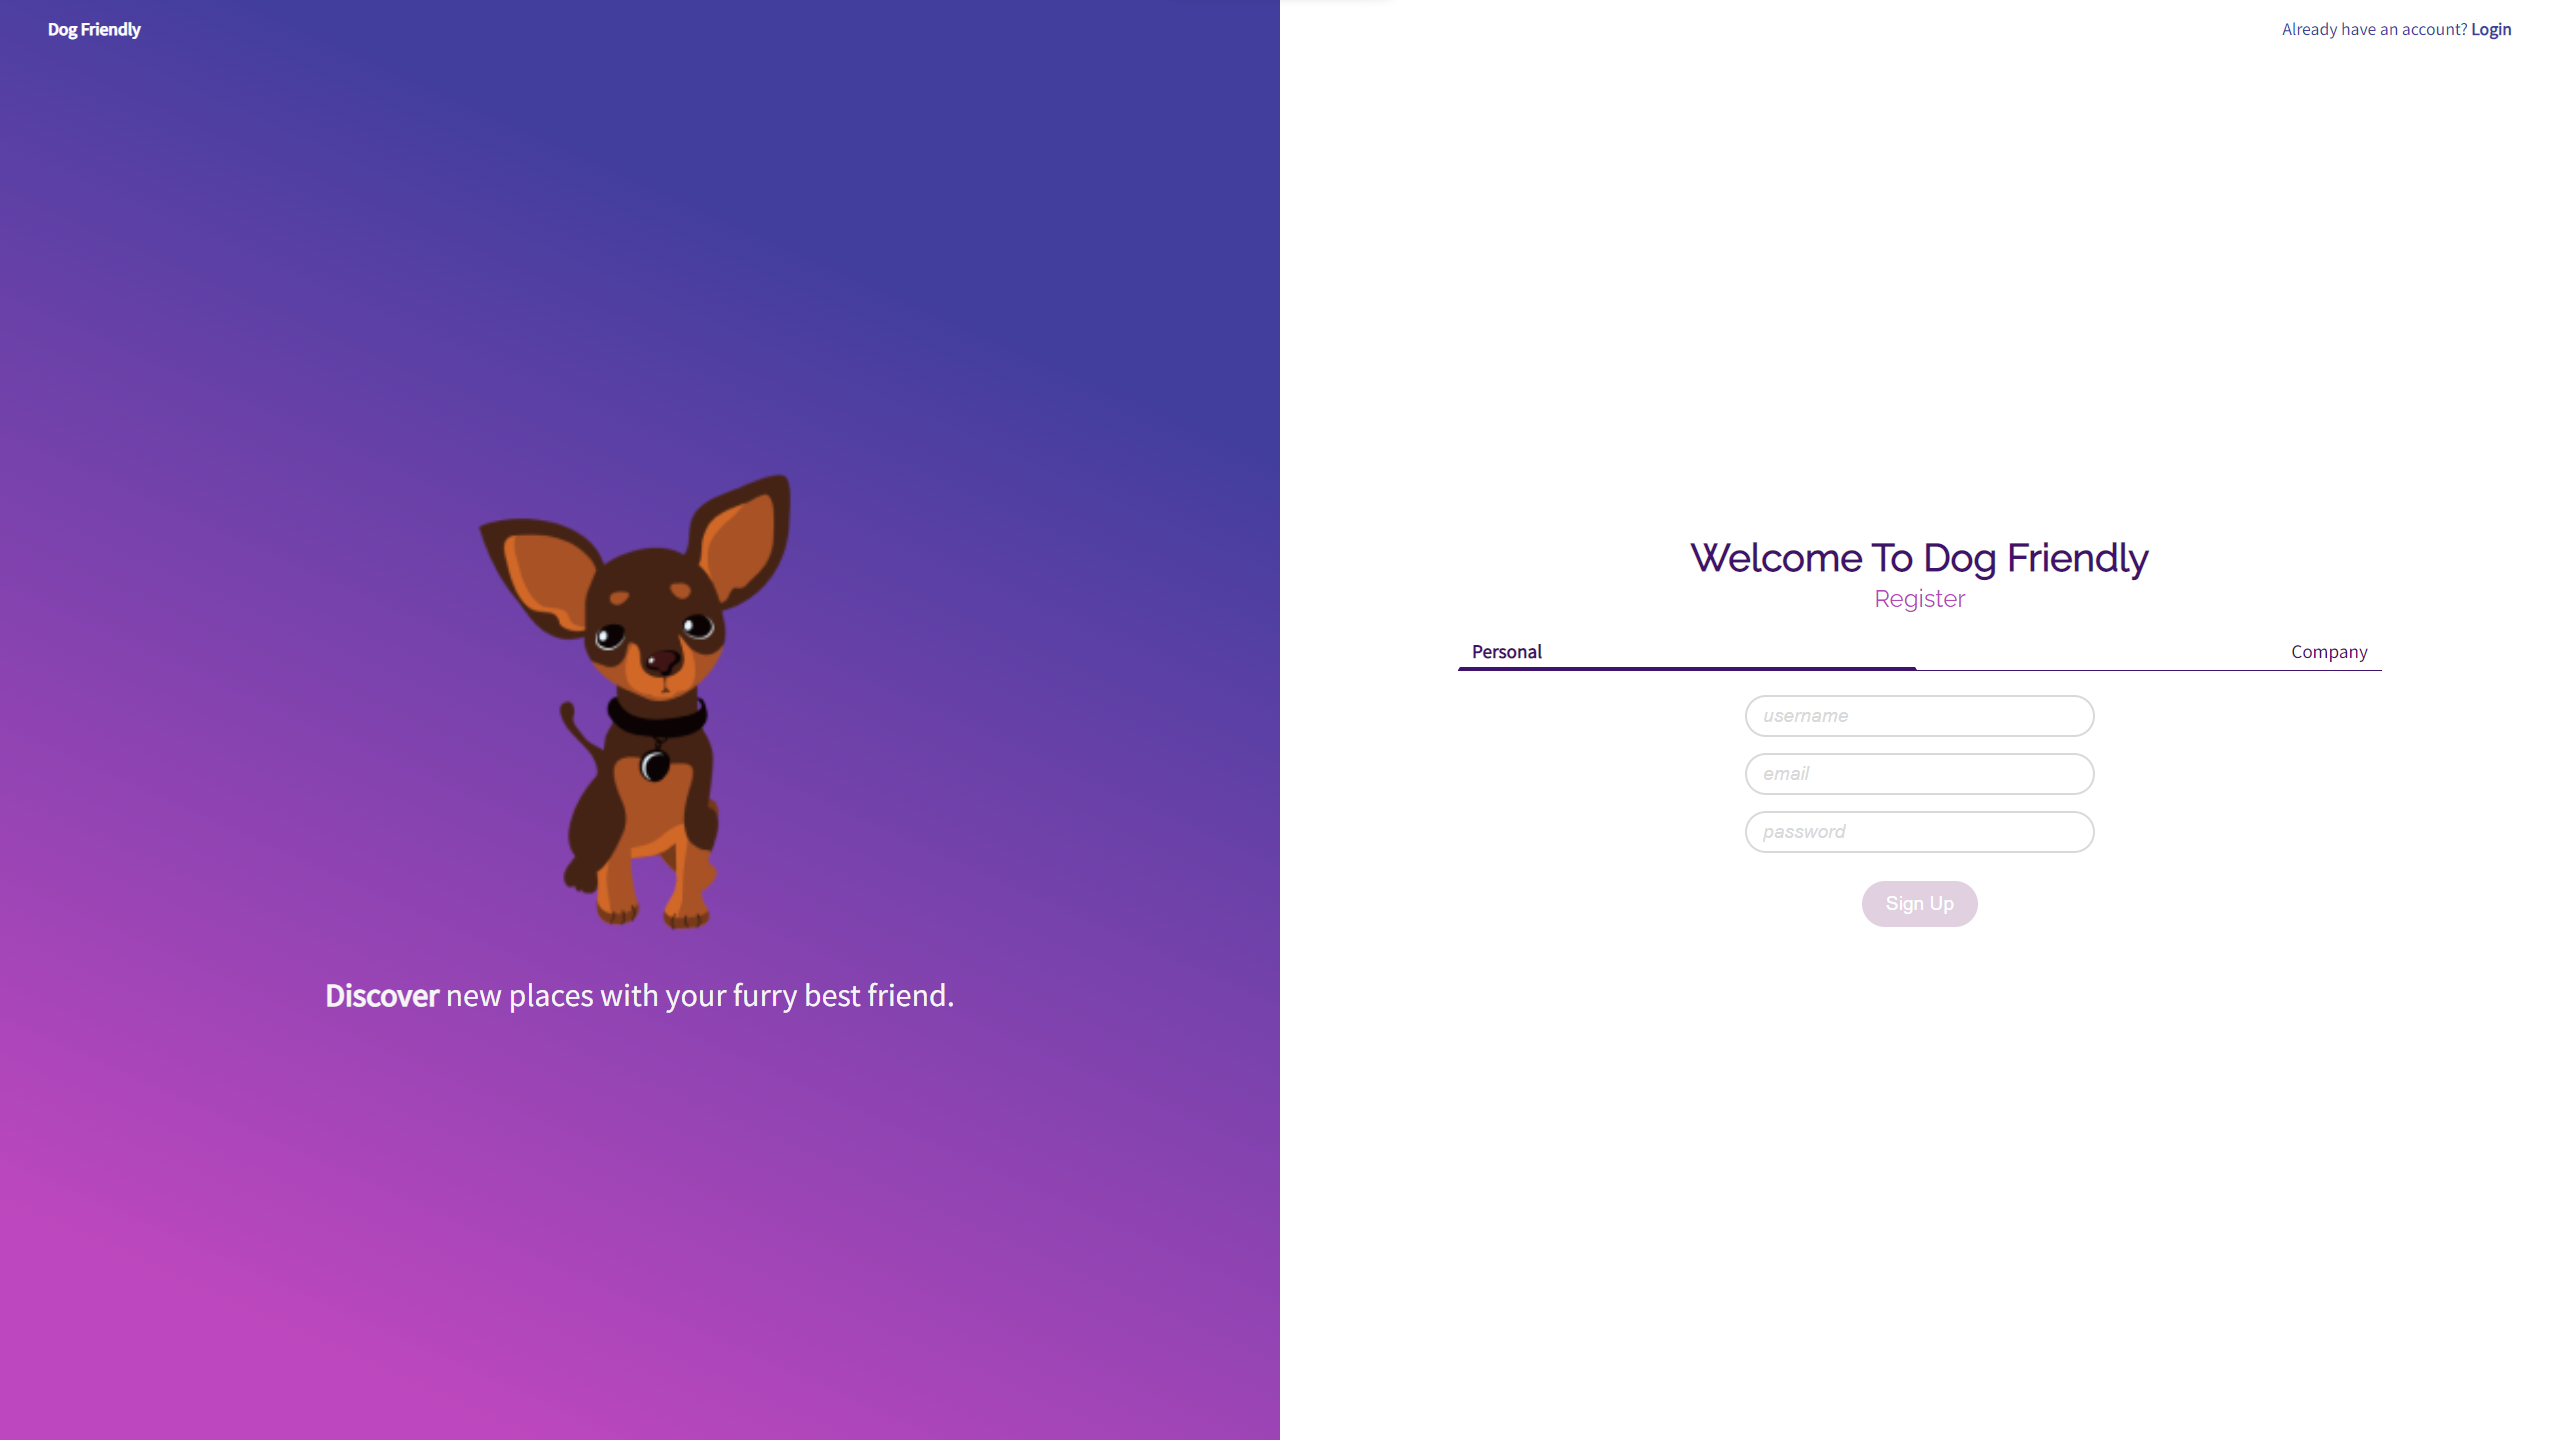 Dog Friendly
Already have an account? Login
Discover new places with your furry best friend.
Welcome To Dog Friendly
Register
Personal
Company
username
email
password
Sign Up